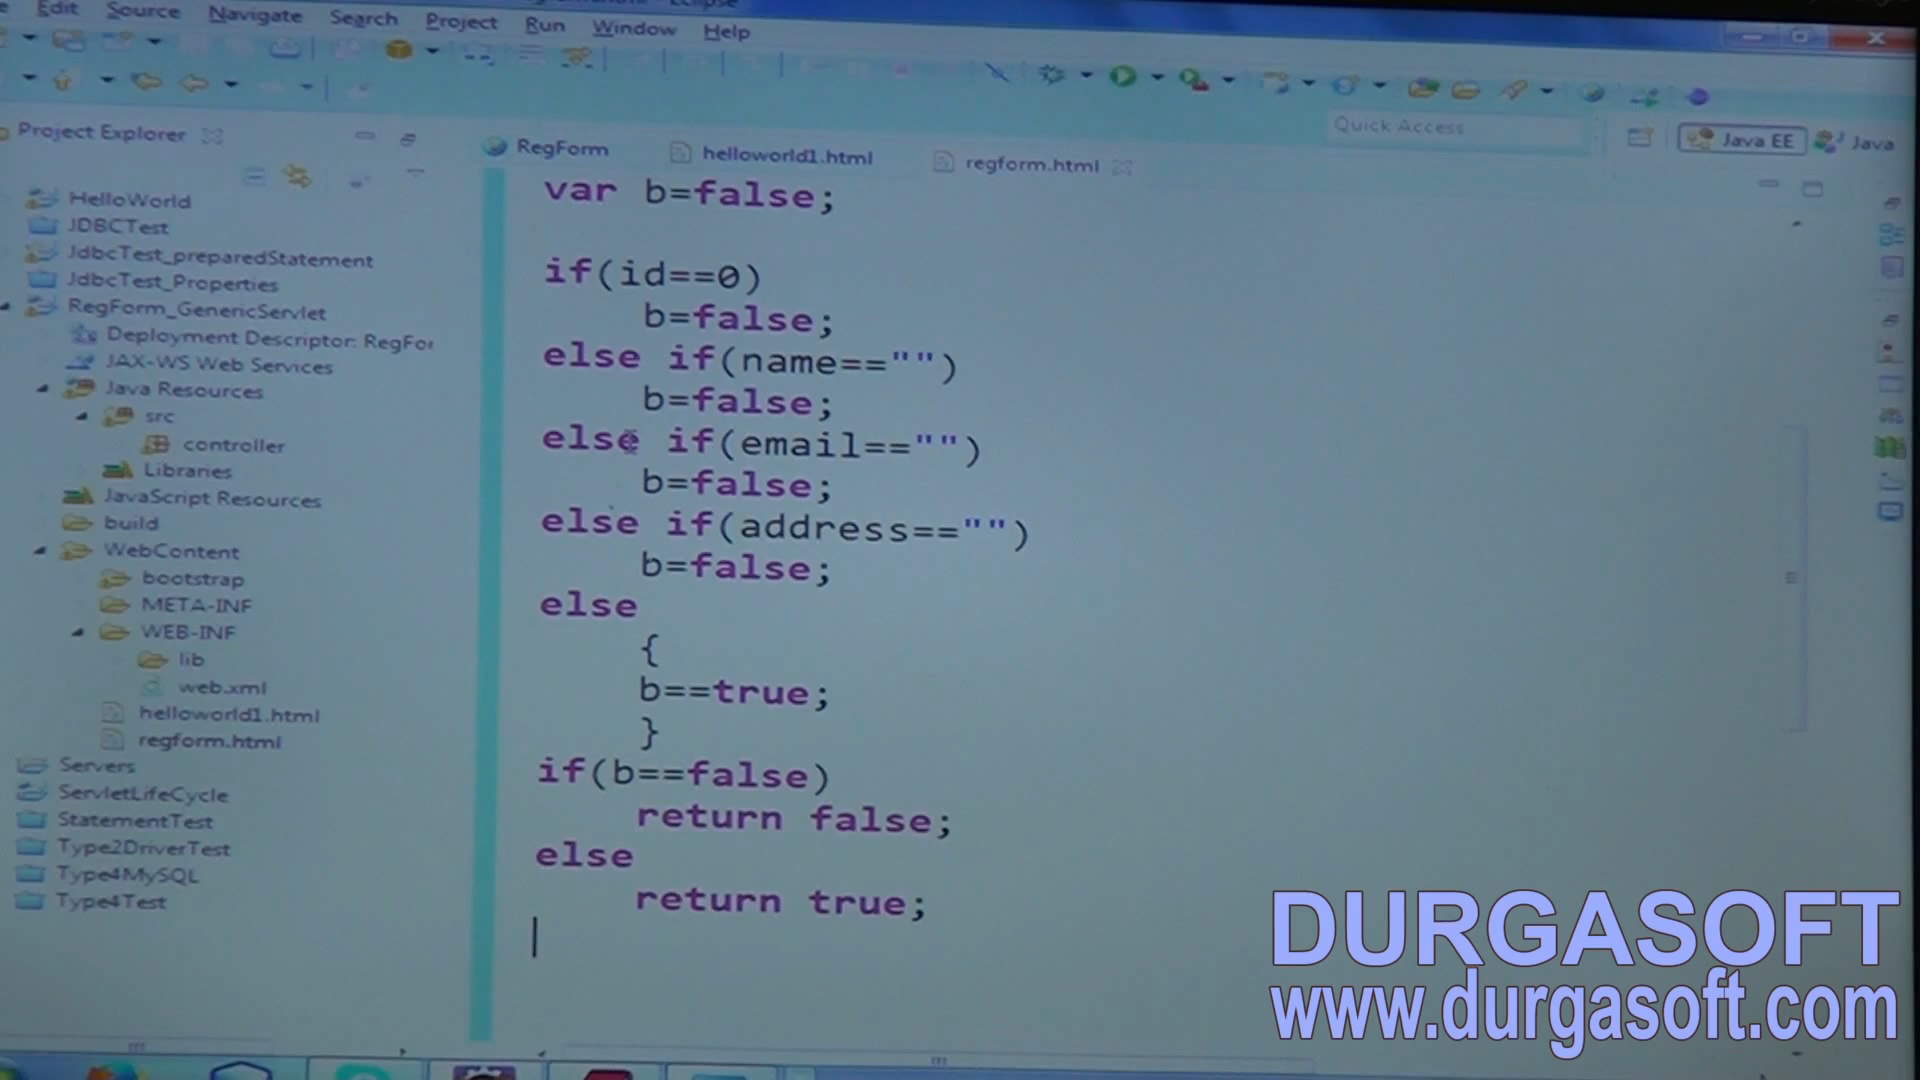 Edit Source Navigate Search Project Run Window Help
Quick Access
Java EE
Java
Project Explorer
RegForm
helloworld1.html
regform.html
HelloWorld
JDBCTest
JdbcTest_preparedStatement
JdbcTest_Properties
RegForm_GenericServlet
Deployment Descriptor: RegFor
JAX-WS Web Services
Java Resources
src
controller
Libraries
JavaScript Resources
build
WebContent
bootstrap
META-INF
WEB-INF
lib
web.xml
helloworld1.html
regform.html
Servers
ServletLifeCycle
StatementTest
Type2DriverTest
Type4MySQL
Type4Test
var b=false;
if(id==0)
b=false;
else if(name=="")
b=false;
else if(email=="")
b=false;
else if(address=="")
b=false;
else
{
b==true;
}
if(b==false)
return false;
else
return true;
DURGASOFT
www.durgasoft.com